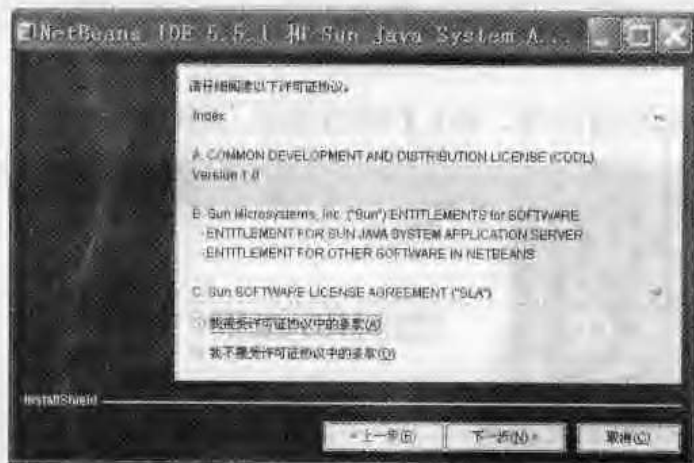 NetBeans IDE 5.5.1 和 Sun Java System A...
请仔细阅读以下许可证协议。
Index
A. COMMON DEVELOPMENT AND DISTRIBUTION LICENSE (CDDL)
Version 1.0
B. Sun Microsystems, Inc. ("Sun") ENTITLEMENTS for SOFTWARE
-ENTITLEMENT FOR SUN JAVA SYSTEM APPLICATION SERVER
-ENTITLEMENT FOR OTHER SOFTWARE IN NETBEANS
C. Sun SOFTWARE LICENSE AGREEMENT ("SLA")
我接受许可证协议中的条款(A)
我不接受许可证协议中的条款(D)
InstallShield
<上一步(B)
下一步(N)>
取消(C)